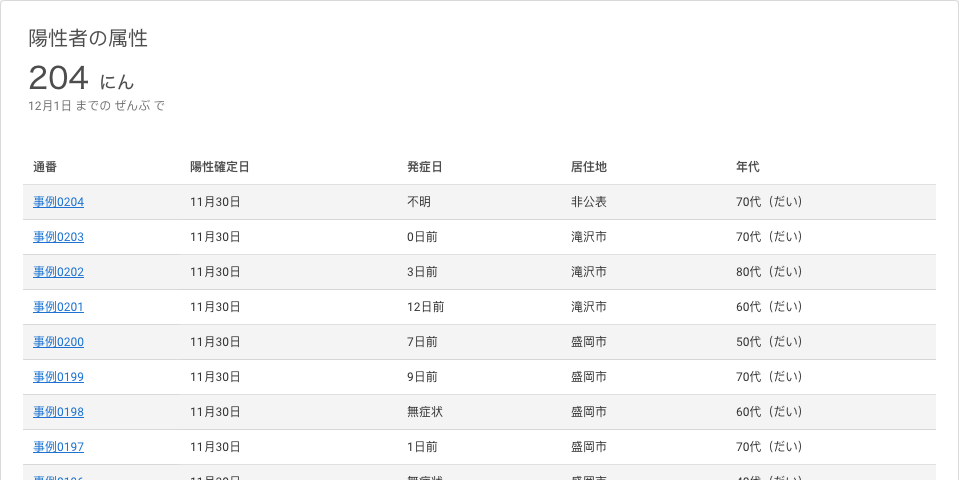 陽性者の属性
204 にん
12月1日 までの ぜんぶ で
通番 陽性確定日 発症日 居住地 年代
事例0204 11月30日 不明 非公表 70代（だい）
事例0203 11月30日 0日前 滝沢市 70代（だい）
事例0202 11月30日 3日前 滝沢市 80代（だい）
事例0201 11月30日 12日前 滝沢市 60代（だい）
事例0200 11月30日 7日前 盛岡市 50代（だい）
事例0199 11月30日 9日前 盛岡市 70代（だい）
事例0198 11月30日 無症状 盛岡市 60代（だい）
事例0197 11月30日 1日前 盛岡市 70代（だい）